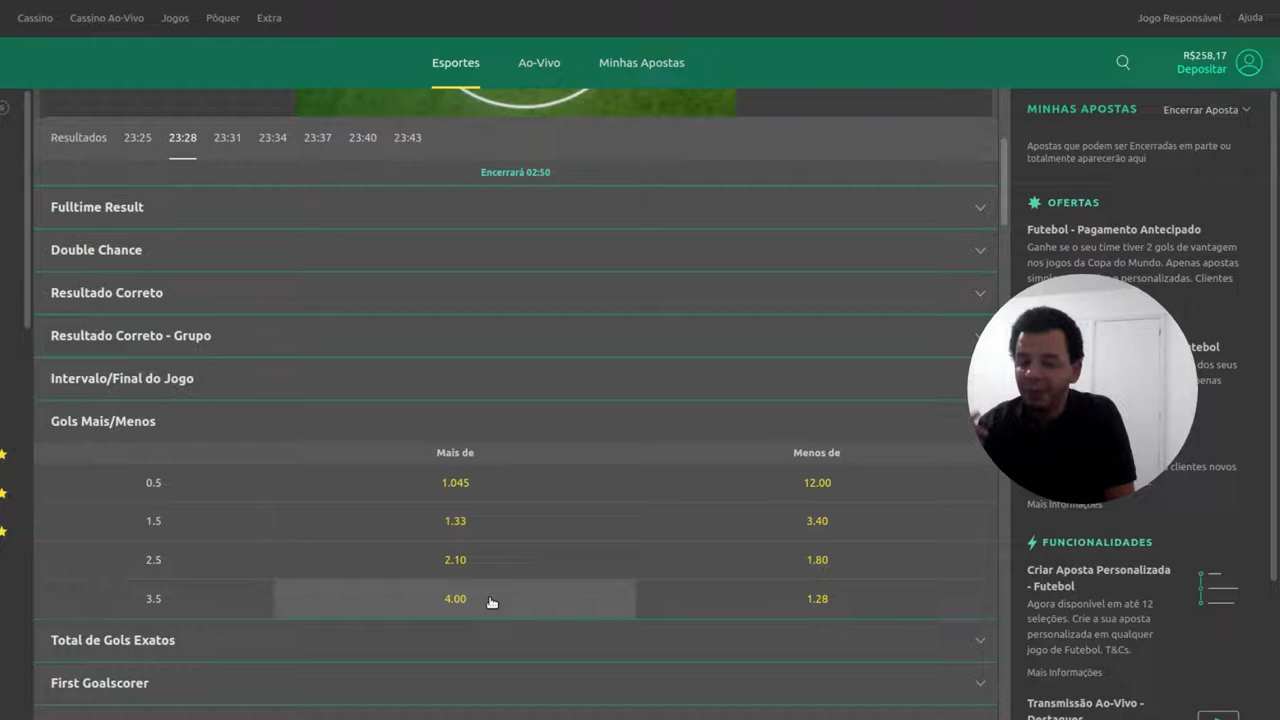 Cassino Cassino Ao-Vivo Jogos Pôquer Extra Jogo Responsável Ajuda
Esportes Ao-Vivo Minhas Apostas R$258,17
Depositar
Resultados 23:25 23:28 23:31 23:34 23:37 23:40 23:43
Encerrará 02:50
Fulltime Result
Double Chance
Resultado Correto
Resultado Correto - Grupo
Intervalo/Final do Jogo
Gols Mais/Menos
Mais de Menos de
0.5 1.045 12.00
1.5 1.33 3.40
2.5 2.10 1.80
3.5 4.00 1.28
Total de Gols Exatos
First Goalscorer
MINHAS APOSTAS Encerrar Aposta
Apostas que podem ser Encerradas em parte ou
totalmente aparecerão aqui
OFERTAS
Futebol - Pagamento Antecipado
Ganhe se o seu time tiver 2 gols de vantagem
nos jogos da Copa do Mundo. Apenas apostas
personalizadas. Clientes
dos seus
clientes novos
Mais Informações
FUNCIONALIDADES
Criar Aposta Personalizada
- Futebol
Agora disponível em até 12
seleções. Crie a sua aposta
personalizada em qualquer
jogo de Futebol. T&Cs.
Mais Informações
Transmissão Ao-Vivo -
Destaques